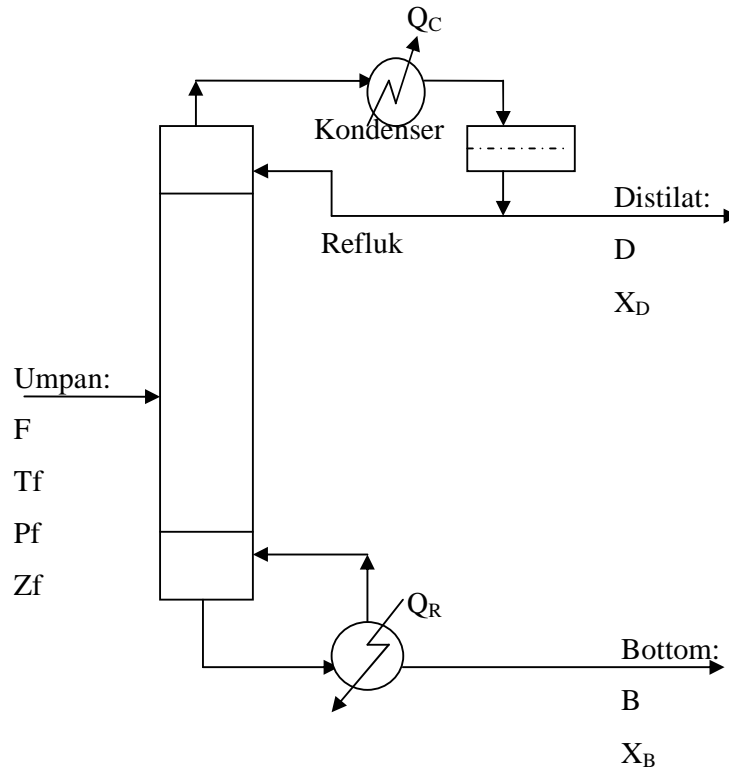 Q_C
Kondenser
Refluk
Distilat:
D
X_D
Umpan:
F
Tf
Pf
Zf
Q_R
Bottom:
B
X_B